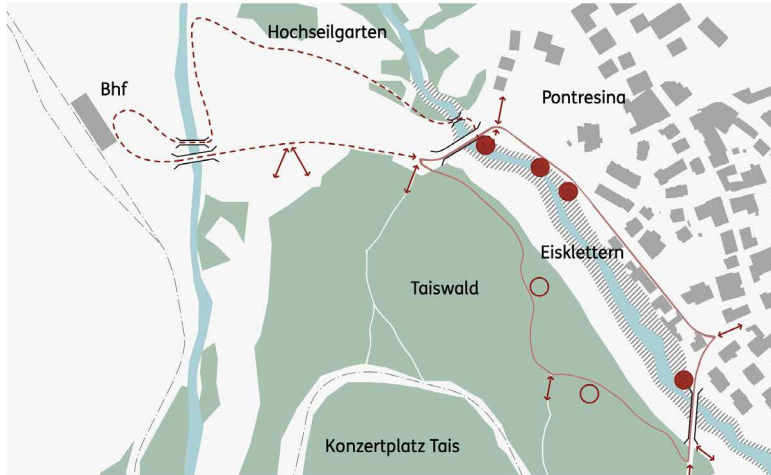 Hochseilgarten
Bhf
Pontresina
Eisklettern
Taiswald
Konzertplatz Tais